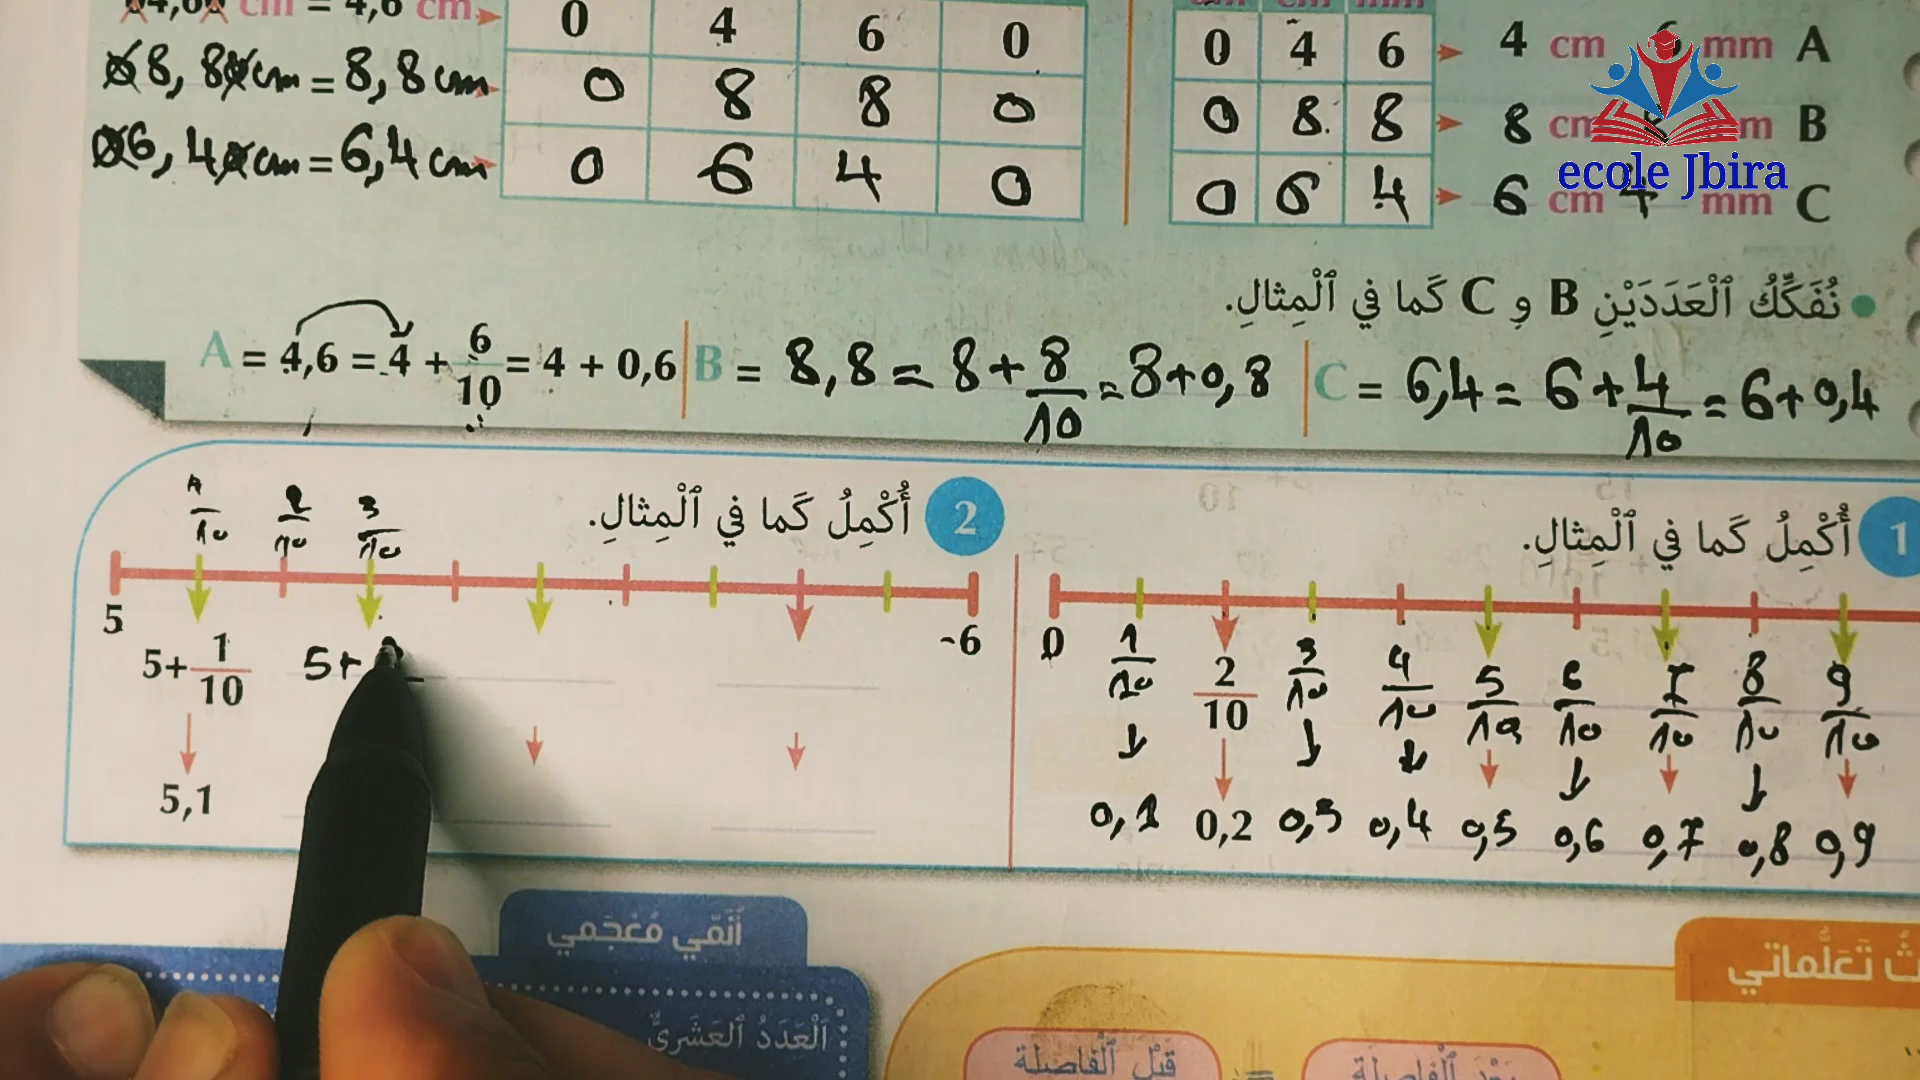 4,6 cm = 4,6 cm
0 4 6 0
0 4 6
4 cm 6 mm A
08, 80 cm = 8,8 cm
0 8 8 0
0 8 8
8 cm 8 mm B
06, 40 cm = 6,4 cm
0 6 4 0
0 6 4
6 cm 4 mm C
ecole Jbira
نُفَكِّكُ ٱلْعَدَدَيْنِ B وِ C كَما فِي ٱلْمِثالِ.
A = 4,6 = 4 + 6/10 = 4 + 0,6
B = 8,8 = 8 + 8/10 = 8 + 0,8
C = 6,4 = 6 + 4/10 = 6 + 0,4
1 أُكْمِلُ كَما فِي ٱلْمِثالِ.
0
1/10 2/10 3/10 4/10 5/10 6/10 7/10 8/10 9/10
0,1 0,2 0,3 0,4 0,5 0,6 0,7 0,8 0,9
2 أُكْمِلُ كَما فِي ٱلْمِثالِ.
1/10 2/10 3/10
5 6
5+ 1/10 5+
5,1
أُنَمّي مُعْجَمي
اَلْعَدَدُ ٱلْعَشَرِيُّ
تَعَلُّماتي
قَبْلَ ٱلْفاصِلَة
=